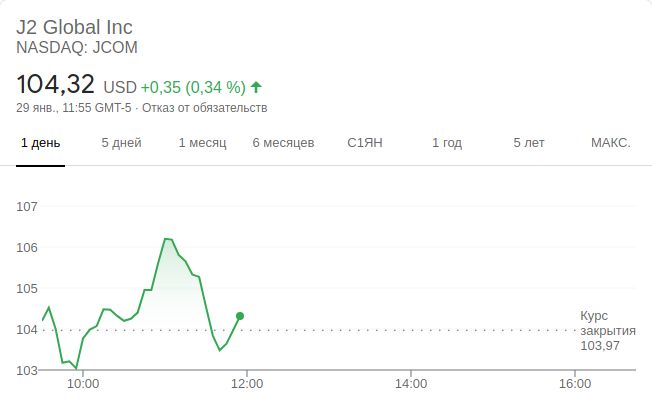 J2 Global Inc
NASDAQ: JCOM
104,32 USD +0,35 (0,34 %)
29 янв., 11:55 GMT-5 · Отказ от обязательств
1 день 5 дней 1 месяц 6 месяцев С1ЯН 1 год 5 лет МАКС.
107
106
105
104
103
Курс
закрытия
103,97
10:00 12:00 14:00 16:00